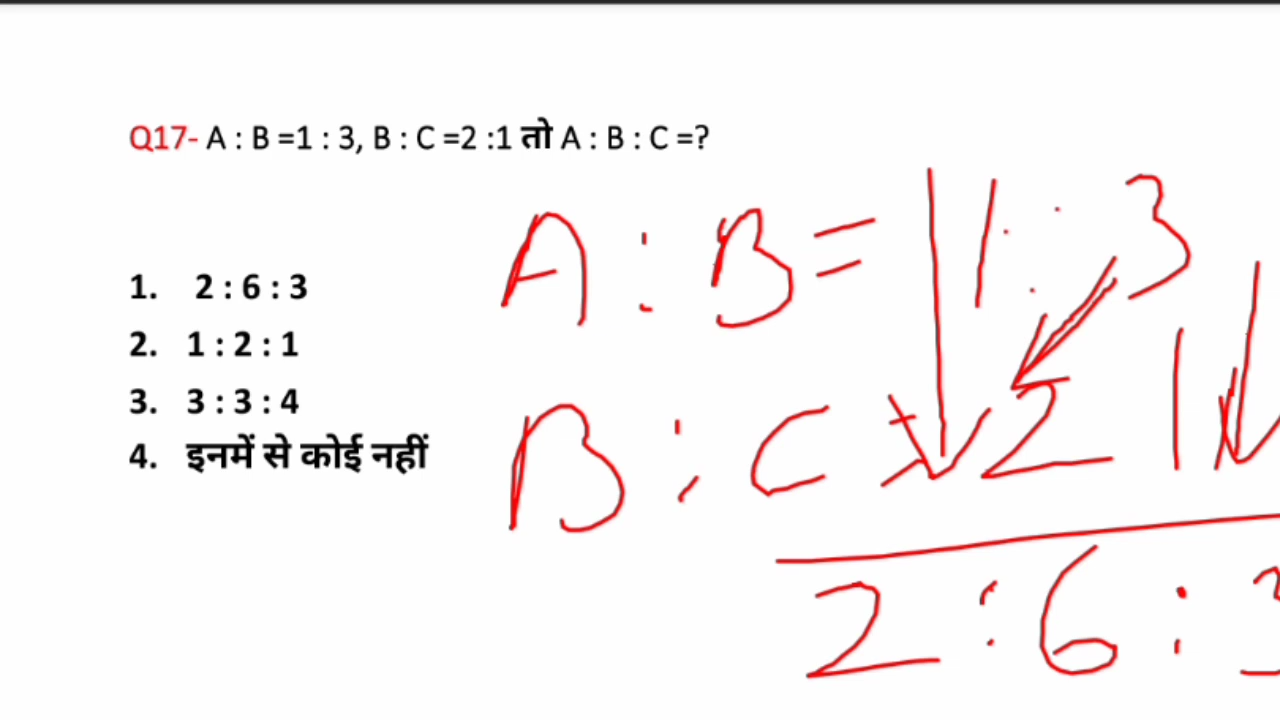 Q17- A : B =1 : 3, B : C =2 :1 तो A : B : C =?
1. 2 : 6 : 3
2. 1 : 2 : 1
3. 3 : 3 : 4
4. इनमें से कोई नहीं
A : B = 1 : 3
B : C = 2 1
2 : 6 : 3